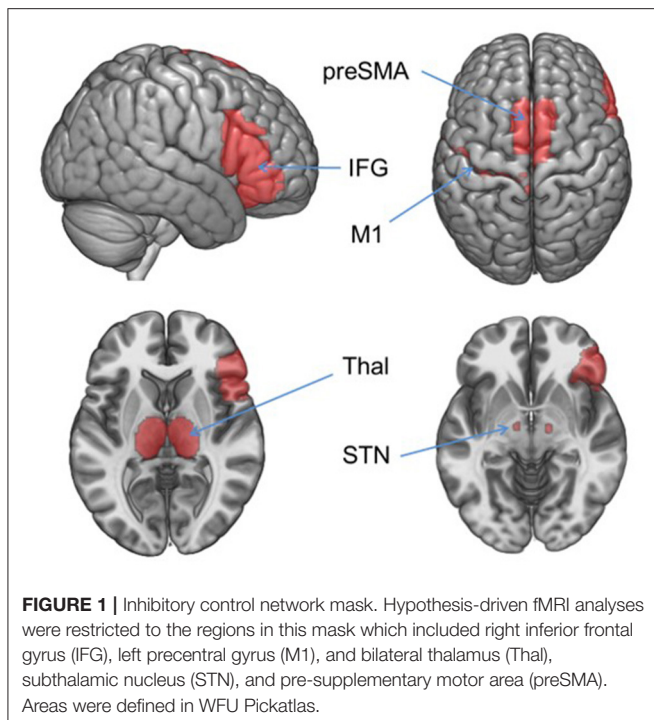 preSMA
IFG
M1
Thal
STN
FIGURE 1 | Inhibitory control network mask. Hypothesis-driven fMRI analyses
were restricted to the regions in this mask which included right inferior frontal
gyrus (IFG), left precentral gyrus (M1), and bilateral thalamus (Thal),
subthalamic nucleus (STN), and pre-supplementary motor area (preSMA).
Areas were defined in WFU Pickatlas.